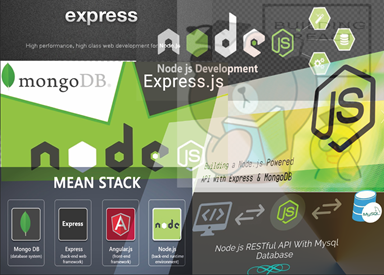 express
High performance, high class web development for Node.js
node
JS
Node js Development
mongoDB
Express.js
JS
node
JS
Building a Node.js Powered
API with Express & MongoDB
MEAN STACK
Mongo DB
(database system)
Express
Express
(back-end web framework)
Angular.js
(front-end framework)
node
Node.js
(back-end runtime environment)
MySQL
Node js RESTful API With Mysql
Database